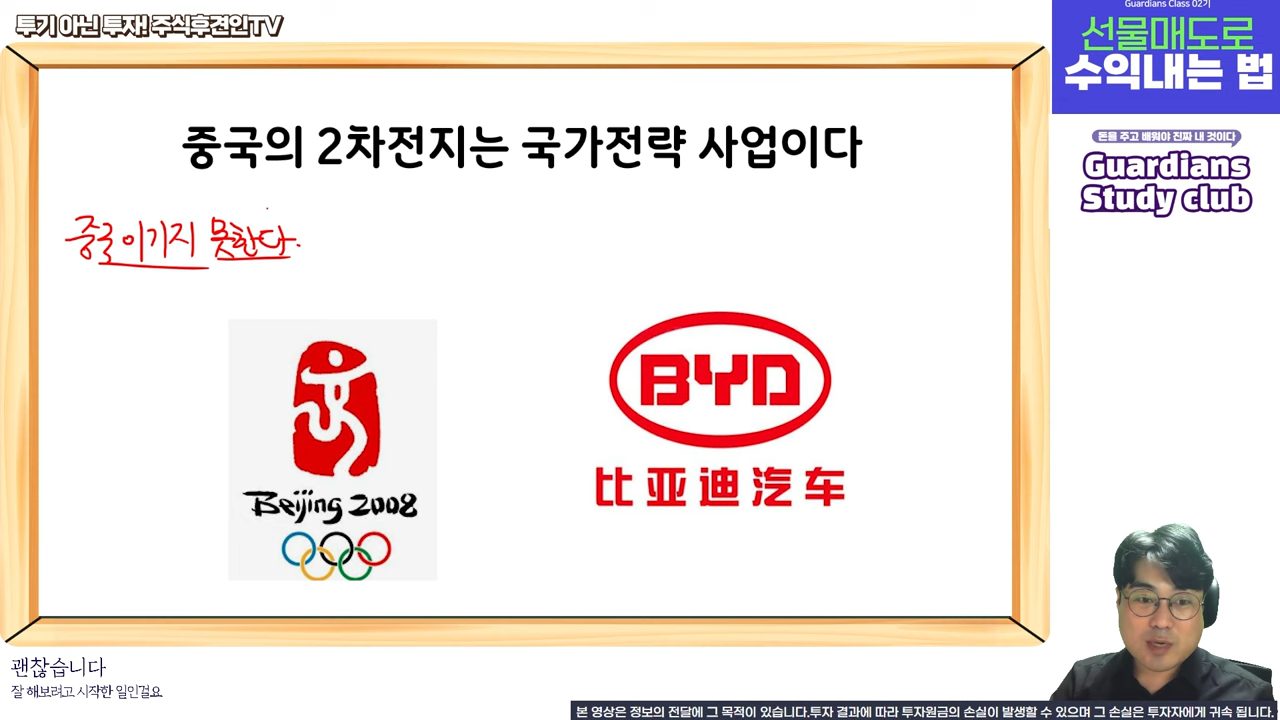 투기 아닌 투자! 주식후견인TV
Guardians Class 02기
선물매도로
수익내는 법
돈을 주고 배워야 진짜 내 것이다
Guardians
Study club
중국의 2차전지는 국가전략 사업이다
중국 이기지 못한다.
Beijing 2008
BYD
比亚迪汽车
괜찮습니다
잘 해보려고 시작한 일인걸요
본 영상은 정보의 전달에 그 목적이 있습니다.투자 결과에 따라 투자원금의 손실이 발생할 수 있으며 그 손실은 투자자에게 귀속 됩니다.